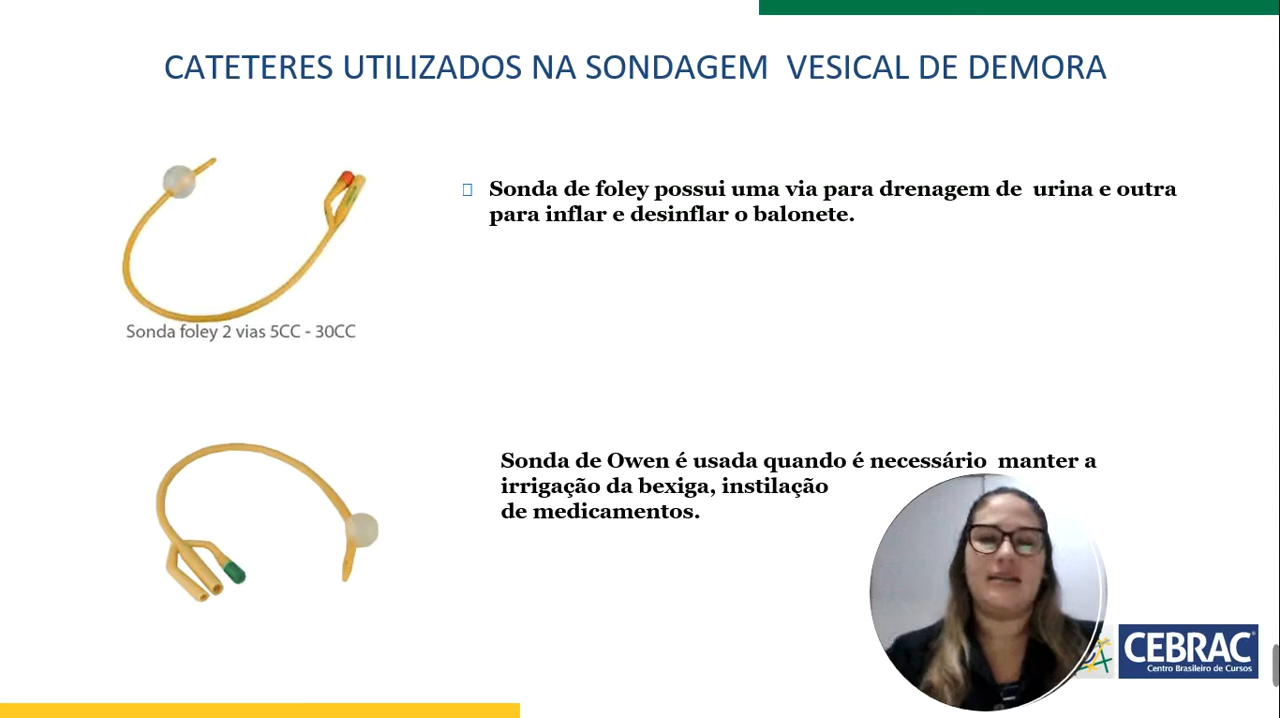 CATETERES UTILIZADOS NA SONDAGEM VESICAL DE DEMORA
Sonda de foley possui uma via para drenagem de urina e outra
para inflar e desinflar o balonete.
Sonda foley 2 vias 5CC - 30CC
Sonda de Owen é usada quando é necessário manter a
irrigação da bexiga, instilação
de medicamentos.
CEBRAC
Centro Brasileiro de Cursos